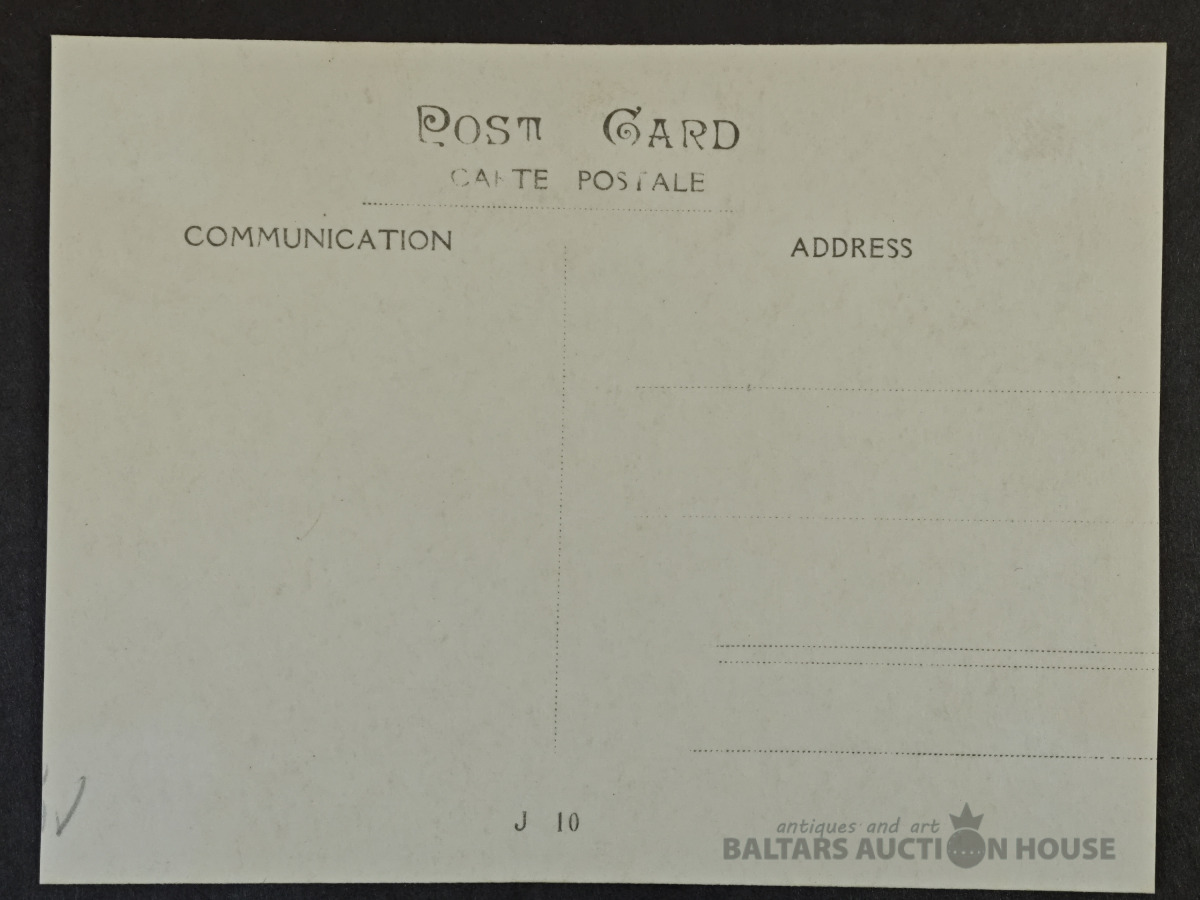 POST CARD
CARTE POSTALE
COMMUNICATION
ADDRESS
J 10
antiques and art
BALTARS AUCTION HOUSE